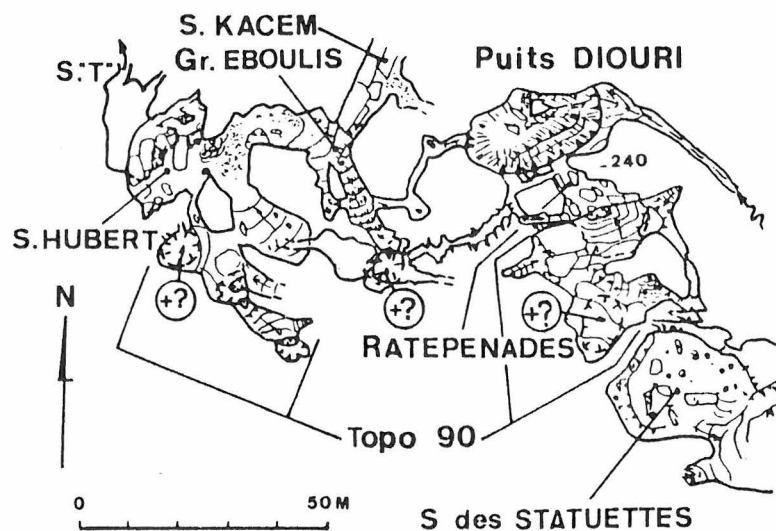 S. KACEM
S."T"
Gr. EBOULIS
Puits DIOURI
-240
S. HUBERT
+?
+?
+?
N
RATEPENADES
Topo 90
0 50 M
S des STATUETTES